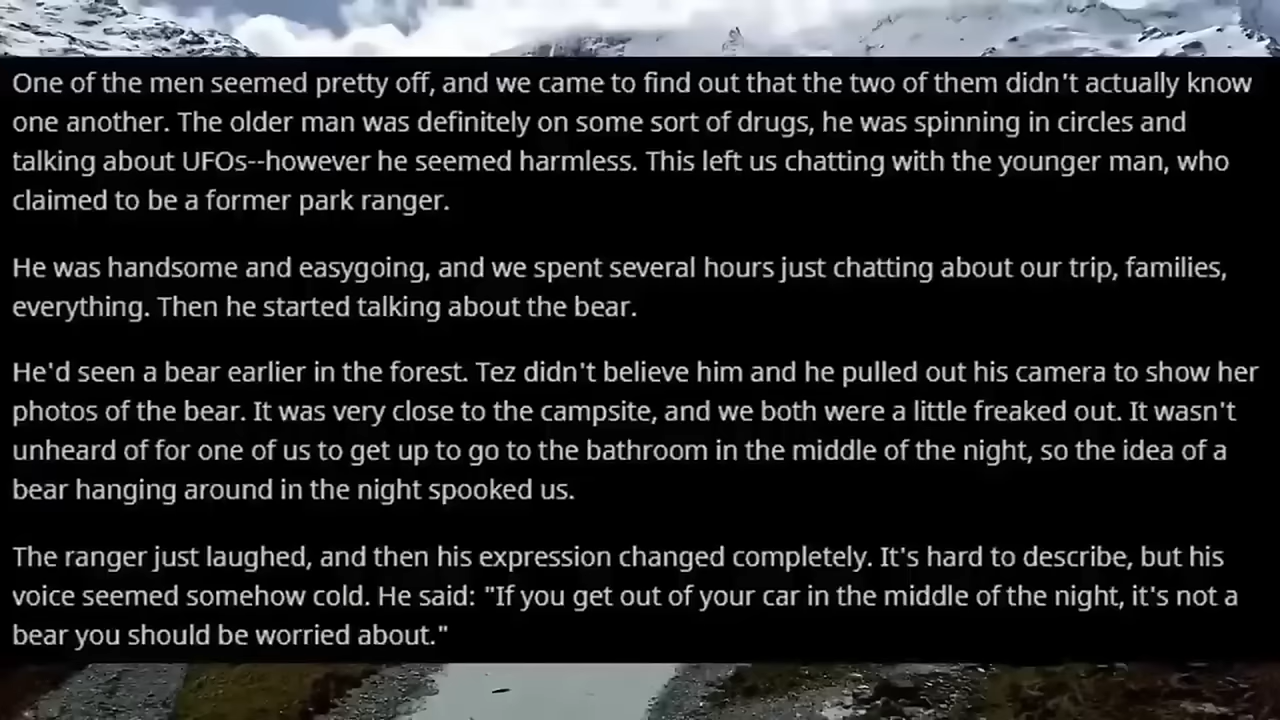 One of the men seemed pretty off, and we came to find out that the two of them didn't actually know
one another. The older man was definitely on some sort of drugs, he was spinning in circles and
talking about UFOs--however he seemed harmless. This left us chatting with the younger man, who
claimed to be a former park ranger.
He was handsome and easygoing, and we spent several hours just chatting about our trip, families,
everything. Then he started talking about the bear.
He'd seen a bear earlier in the forest. Tez didn't believe him and he pulled out his camera to show her
photos of the bear. It was very close to the campsite, and we both were a little freaked out. It wasn't
unheard of for one of us to get up to go to the bathroom in the middle of the night, so the idea of a
bear hanging around in the night spooked us.
The ranger just laughed, and then his expression changed completely. It's hard to describe, but his
voice seemed somehow cold. He said: "If you get out of your car in the middle of the night, it's not a
bear you should be worried about."